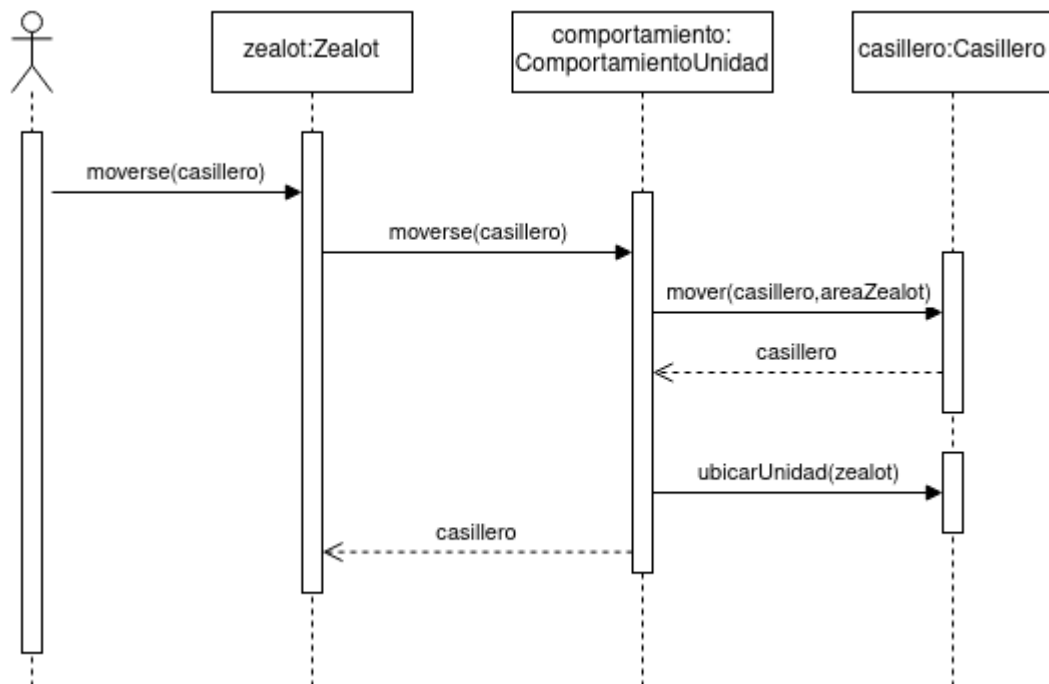 zealot:Zealot
comportamiento:
ComportamientoUnidad
casillero:Casillero
moverse(casillero)
moverse(casillero)
mover(casillero,areaZealot)
casillero
ubicarUnidad(zealot)
casillero